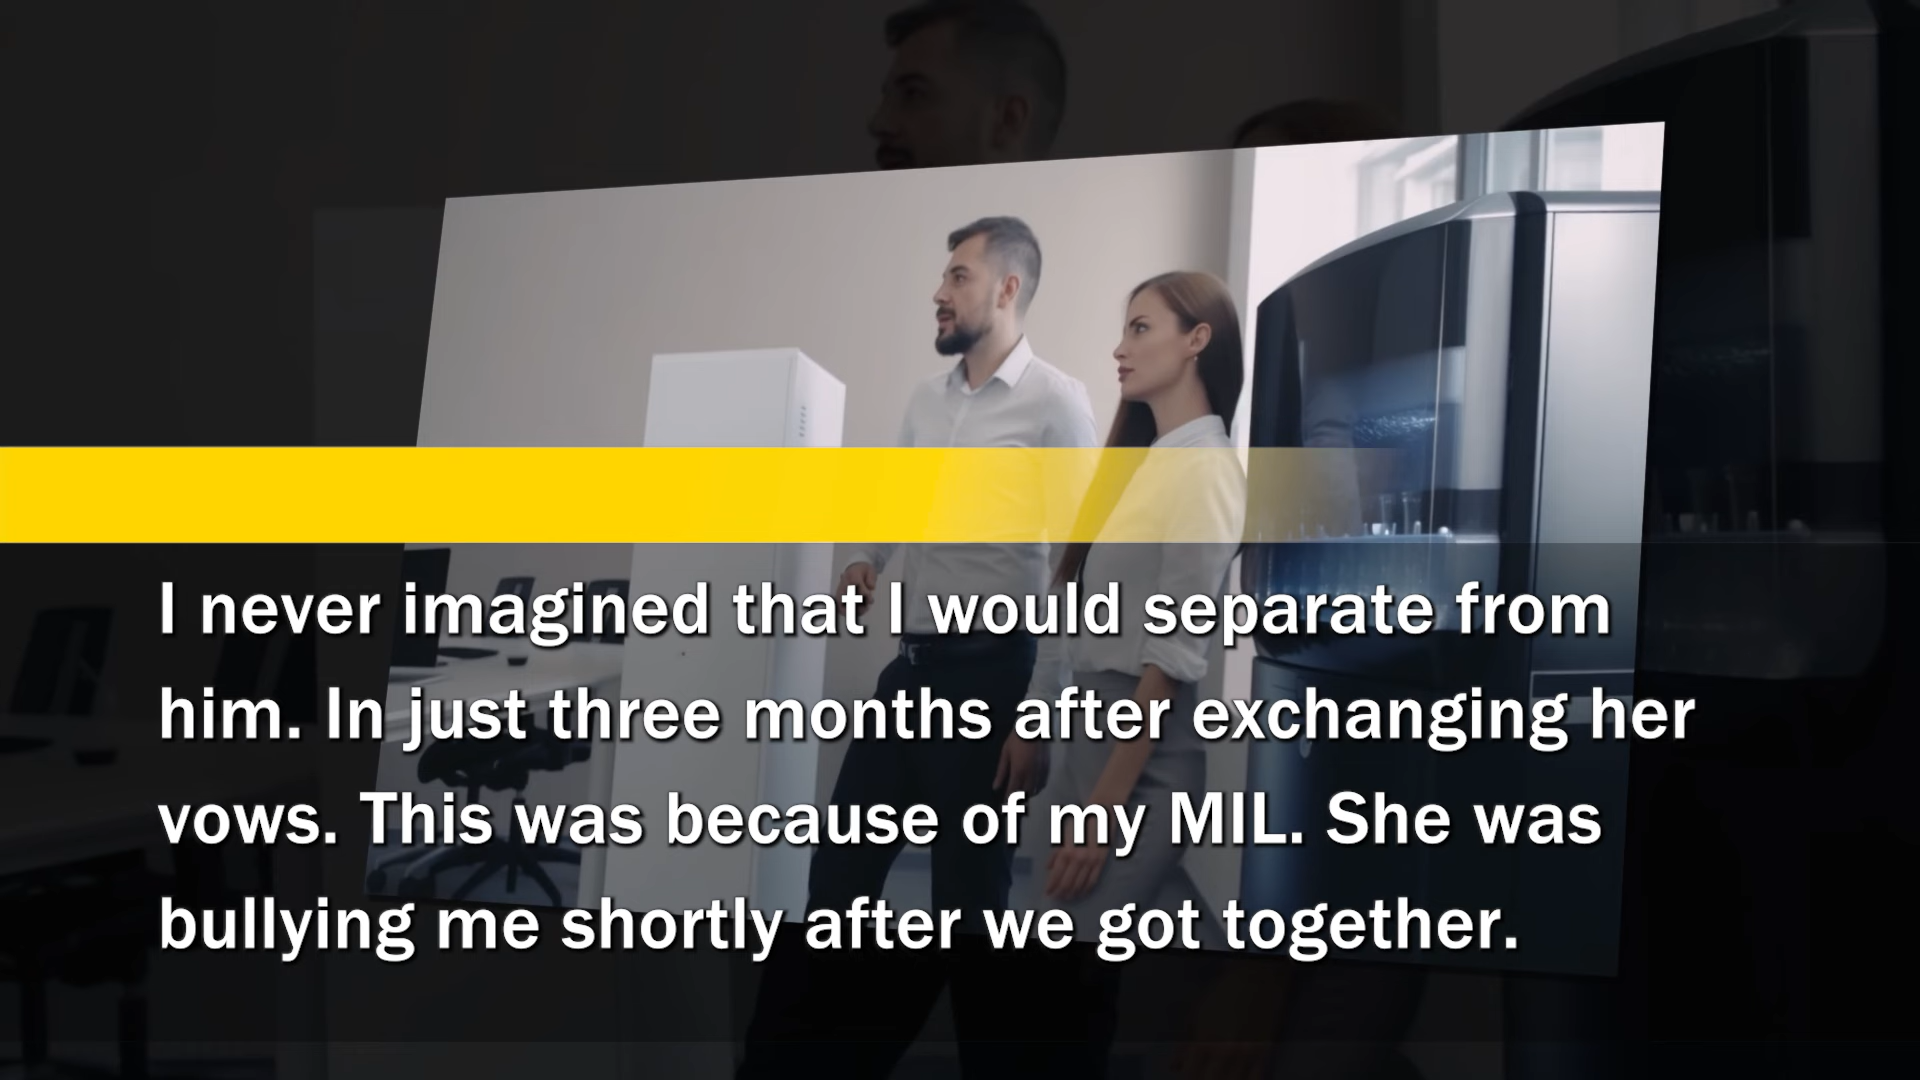 I never imagined that I would separate from
him. In just three months after exchanging her
vows. This was because of my MIL. She was
bullying me shortly after we got together.